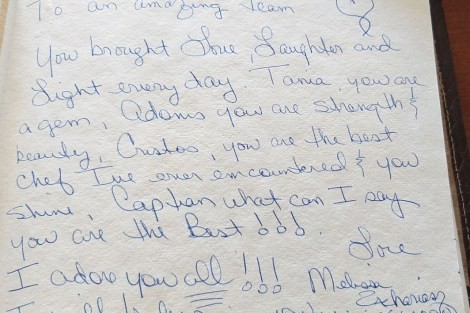 To an amazing team
You brought Love, Laughter and
Light every day. Tania, you are
a gem, Adonis you are strength &
beauty, Cristos, you are the best
Chef I've ever encountered & you
shine, Captian what can I say
you are the Best!!!
Love
I adore you all!!! Melissa